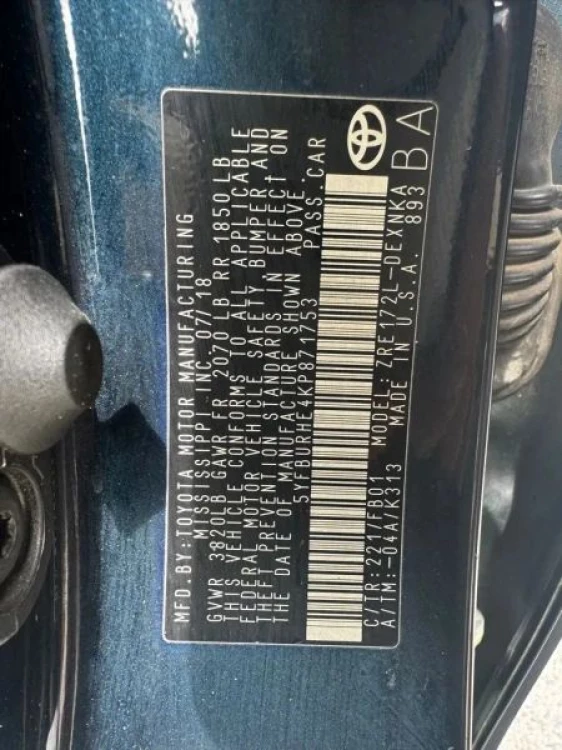 MFD.BY:TOYOTA MOTOR MANUFACTURING
MISSISSIPPI INC. 07/18
GVWR 3820LB GAWR FR 2070 LB RR 1850 LB
THIS VEHICLE CONFORMS TO ALL APPLICABLE
FEDERAL MOTOR VEHICLE SAFETY, BUMPER AND
THEFT PREVENTION STANDARDS IN EFFECT ON
THE DATE OF MANUFACTURE SHOWN ABOVE.
5YFBURHE4KP871753 PASS. CAR
C/TR:221/FB01 MODEL: ZRE172L-DEXNKA
A/TM:-04A/K313 MADE IN U.S.A. 893
BA